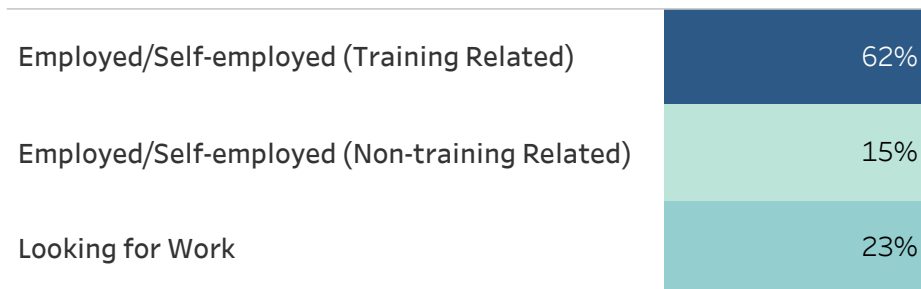 Employed/Self-employed (Training Related) 62%
Employed/Self-employed (Non-training Related) 15%
Looking for Work 23%